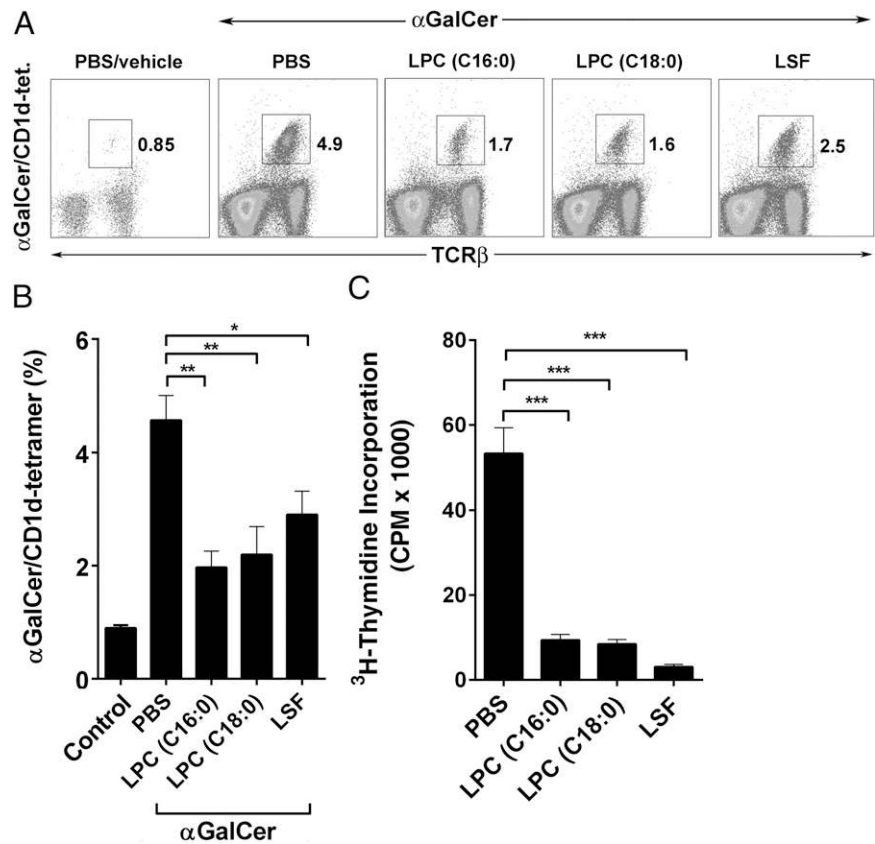 A
αGalCer
PBS/vehicle PBS LPC (C16:0) LPC (C18:0) LSF
αGalCer/CD1d-tet.
0.85 4.9 1.7 1.6 2.5
TCRβ
B
αGalCer/CD1d-tetramer (%)
6
4
2
0
*
**
**
Control PBS LPC (C16:0) LPC (C18:0) LSF
αGalCer
C
³H-Thymidine Incorporation
(CPM x 1000)
80
60
40
20
0
***
***
***
PBS LPC (C16:0) LPC (C18:0) LSF